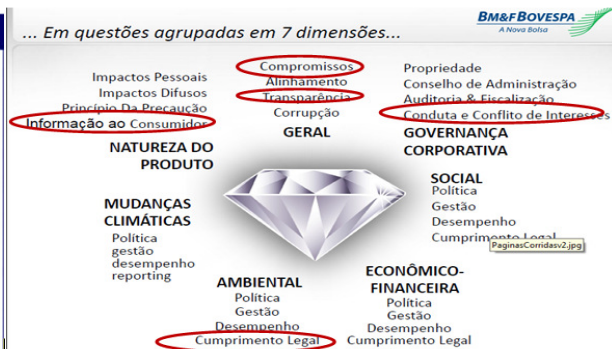 BM&FBOVESPA
A Nova Bolsa
... Em questões agrupadas em 7 dimensões...
Impactos Pessoais
Impactos Difusos
Princípio Da Precaução
Informação ao Consumidor
NATUREZA DO
PRODUTO
Compromissos
Alinhamento
Transparência
Corrupção
GERAL
Propriedade
Conselho de Administração
Auditoria & Fiscalização
Conduta e Conflito de Interesses
GOVERNANÇA
CORPORATIVA
SOCIAL
Política
Gestão
Desempenho
Cumprimento Legal
PaginasCorridasv2.jpg
MUDANÇAS
CLIMÁTICAS
Política
gestão
desempenho
reporting
AMBIENTAL
Política
Gestão
Desempenho
Cumprimento Legal
ECONÔMICO-
FINANCEIRA
Política
Gestão
Desempenho
Cumprimento Legal